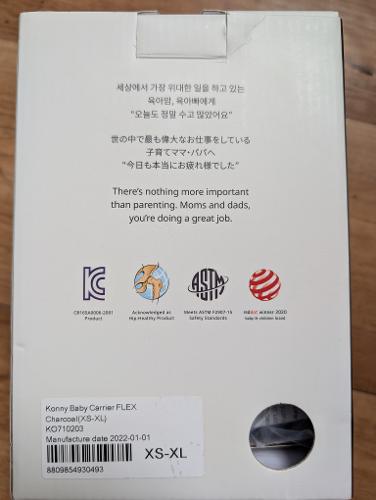 세상에서 가장 위대한 일을 하고 있는
육아맘, 육아빠에게
“오늘도 정말 수고 많았어요”
世の中で最も偉大なお仕事をしている
子育てママ・パパへ
“今日も本当にお疲れ様でした”
There's nothing more important
than parenting. Moms and dads,
you're doing a great job.
ASTM
CB165A0006-2001
Product
Acknowledged as
Hip-Healthy Product
Meets ASTM F2907-15
Safety Standards
winner 2020
baby & children
Konny Baby Carrier FLEX
Charcoal(XS-XL)
KO710203
Manufacture date 2022-01-01
XS-XL
8809854930493